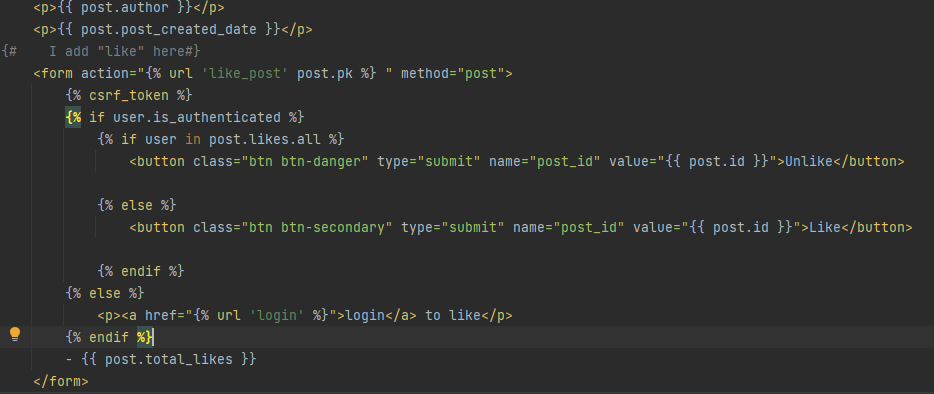 <p>{{ post.author }}</p>
<p>{{ post.post_created_date }}</p>
{#    I add "like" here#}
<form action="{% url 'like_post' post.pk %} " method="post">
{% csrf_token %}
{% if user.is_authenticated %}
{% if user in post.likes.all %}
<button class="btn btn-danger" type="submit" name="post_id" value="{{ post.id }}">Unlike</button>
{% else %}
<button class="btn btn-secondary" type="submit" name="post_id" value="{{ post.id }}">Like</button>
{% endif %}
{% else %}
<p><a href="{% url 'login' %}">login</a> to like</p>
{% endif %}
- {{ post.total_likes }}
</form>